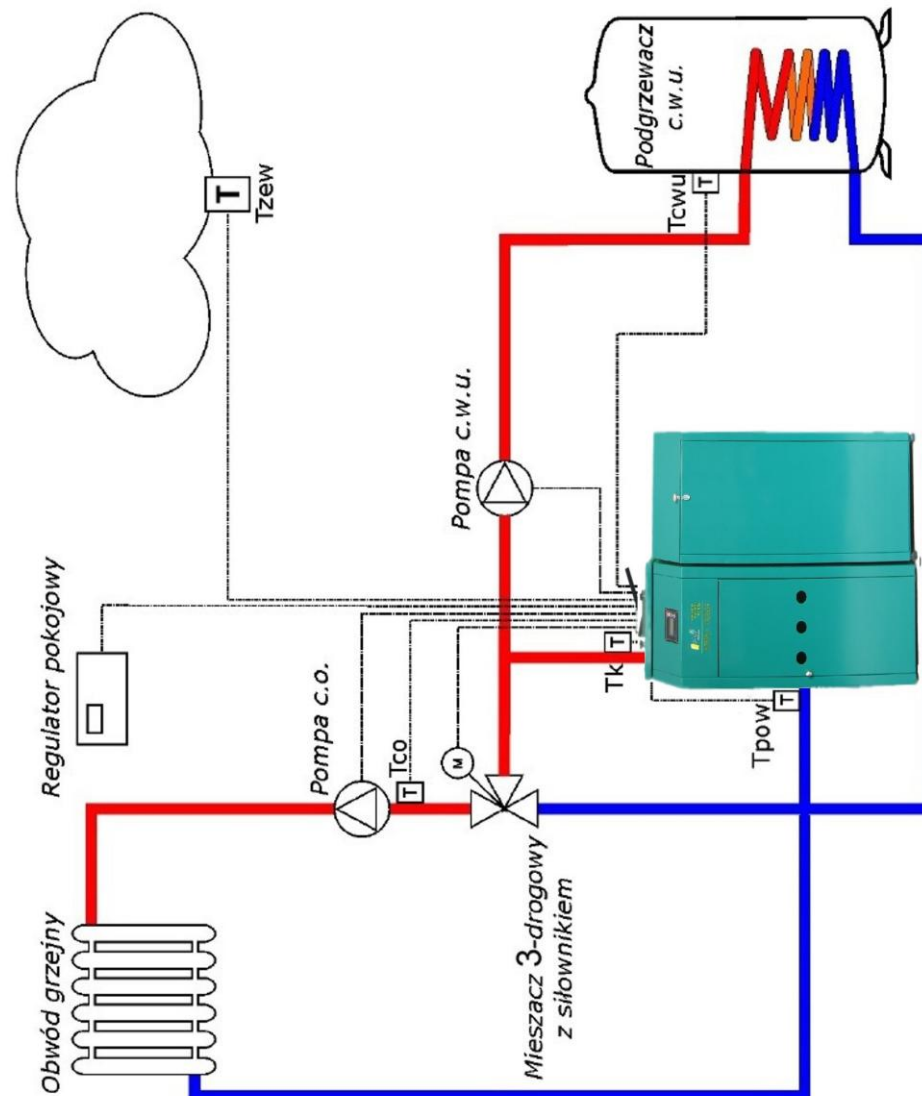 Obwód grzejny
Regulator pokojowy
Pompa c.o.
Tco
T
M
Mieszacz 3-drogowy
z siłownikiem
Tzew
T
Pompa c.w.u.
Tk
T
Tpow
T
Podgrzewacz
c.w.u.
Tcwu
T